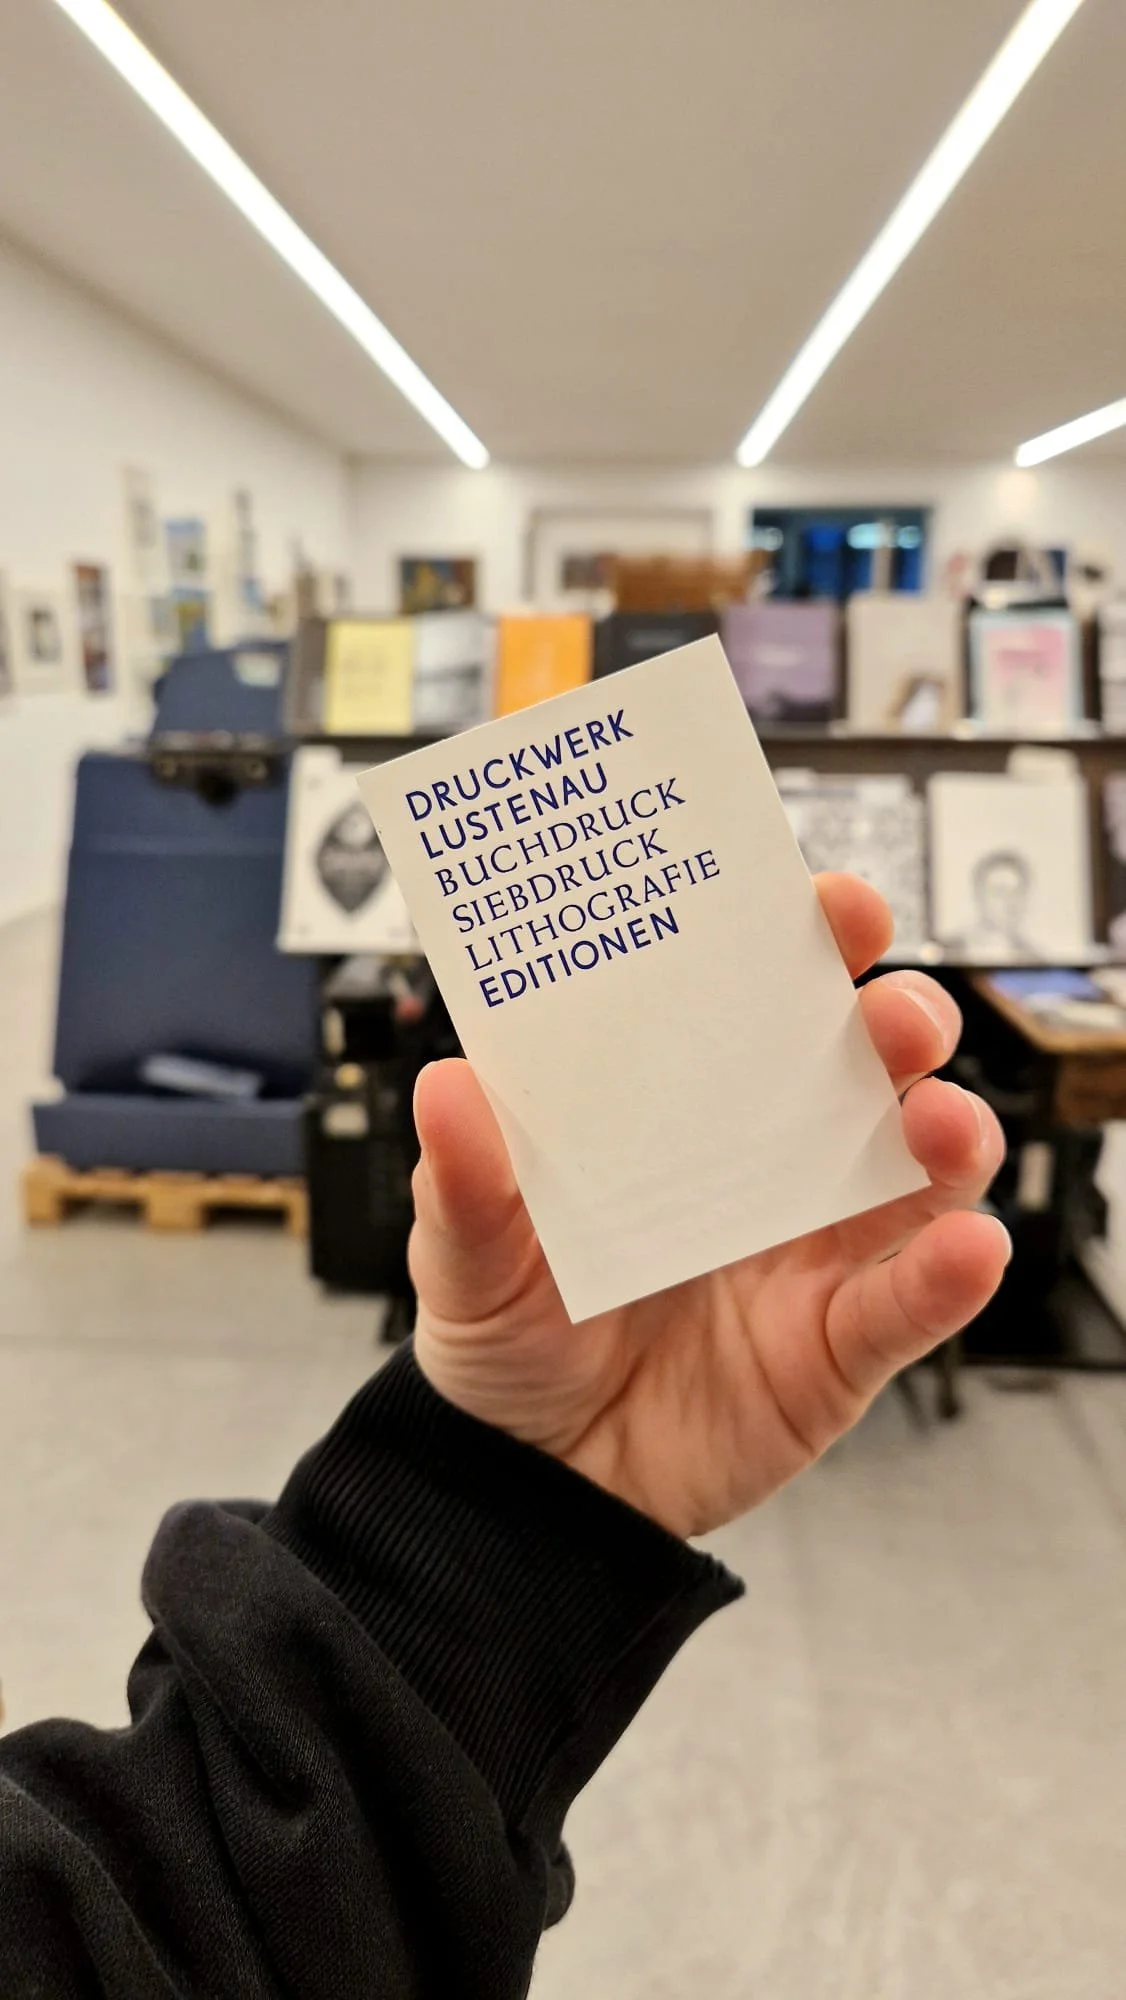 DRUCKWERK
LUSTENAU
BUCHDRUCK
SIEBDRUCK
LITHOGRAFIE
EDITIONEN